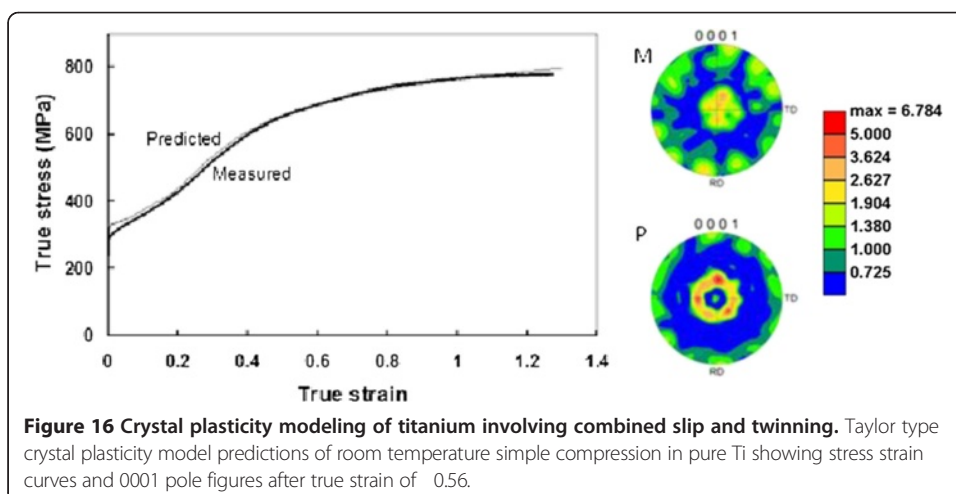 800
600
400
200
0
True stress (MPa)
Predicted
Measured
0 0.2 0.4 0.6 0.8 1 1.2 1.4
True strain
M
0 0 0 1
TD
RD
P
0 0 0 1
TD
RD
max = 6.784
5.000
3.624
2.627
1.904
1.380
1.000
0.725
Figure 16 Crystal plasticity modeling of titanium involving combined slip and twinning. Taylor type
crystal plasticity model predictions of room temperature simple compression in pure Ti showing stress strain
curves and 0001 pole figures after true strain of 0.56.